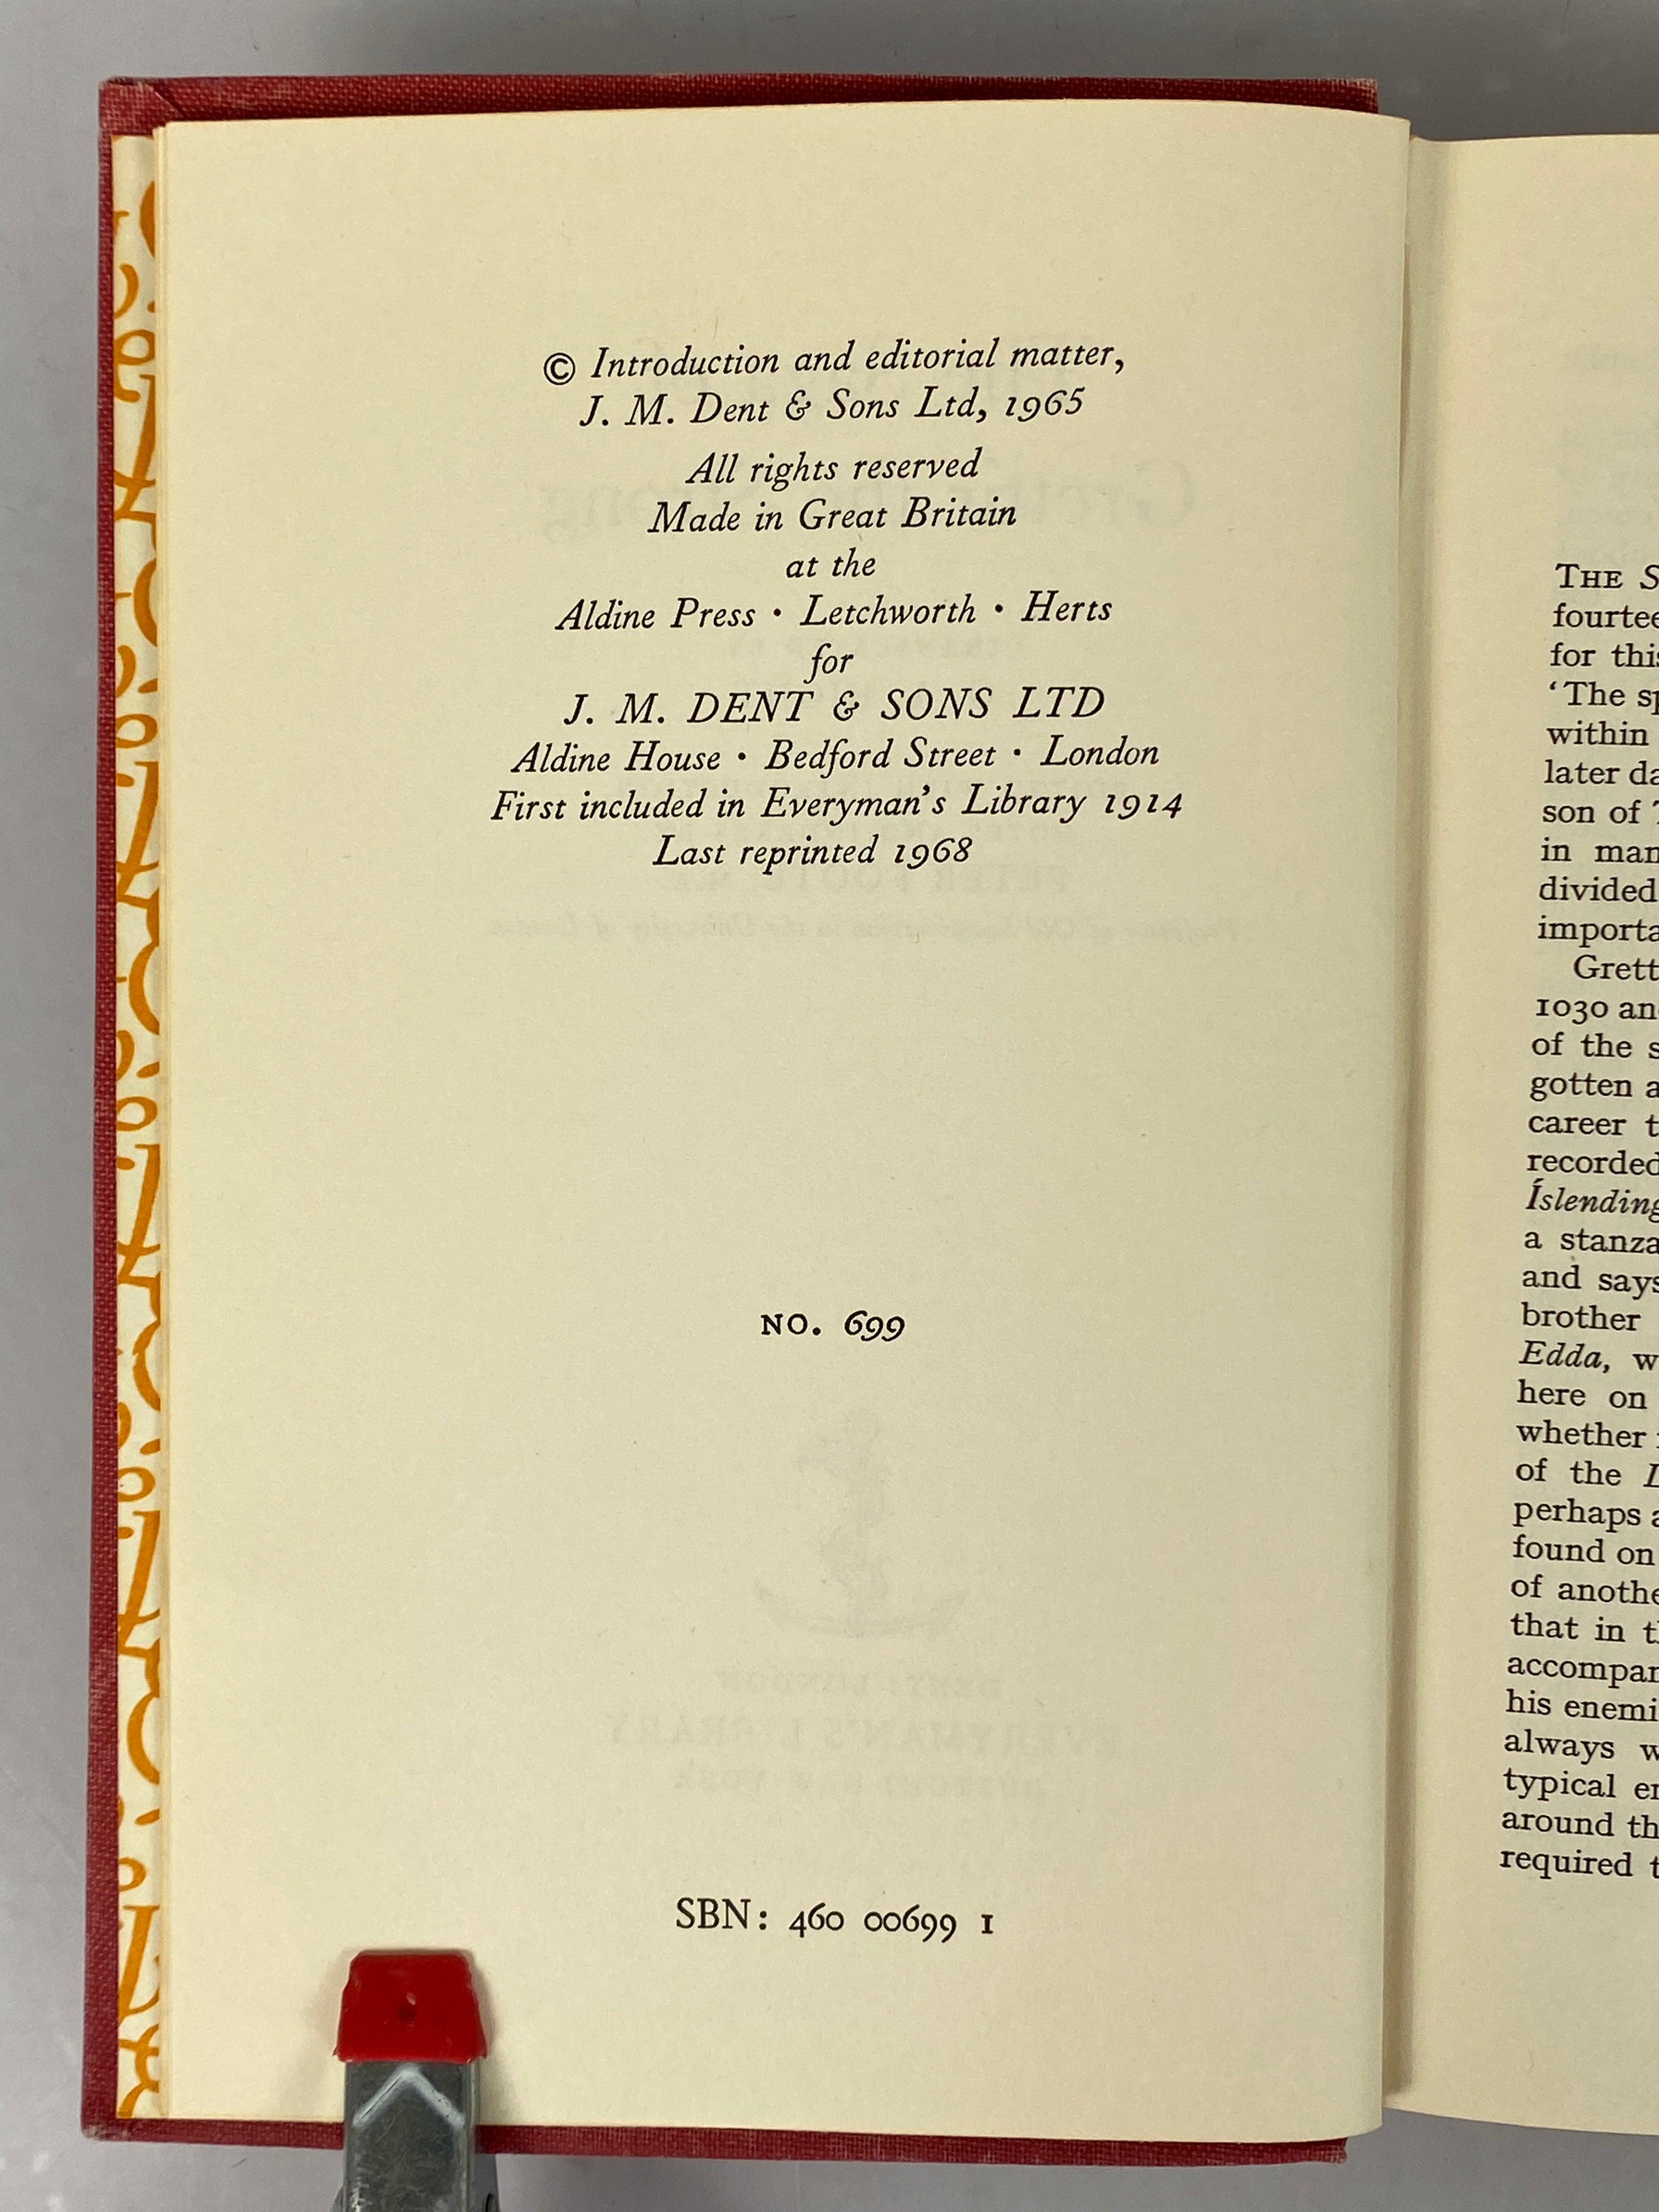 © Introduction and editorial matter,
J. M. Dent & Sons Ltd, 1965
All rights reserved
Made in Great Britain
at the
Aldine Press · Letchworth · Herts
for
J. M. DENT & SONS LTD
Aldine House · Bedford Street · London
First included in Everyman's Library 1914
Last reprinted 1968
NO. 699
SBN: 460 00699 1
THE
fourtee
for this
'The sp
within
later da
son of
in man
divided
importa
Grett
1030 an
of the s
gotten a
career t
recorded
Íslending
a stanza
and says
brother
Edda, w
here on
whether
of the
perhaps a
found on
of anothe
that in t
accompan
his enemi
always w
typical en
around th
required t